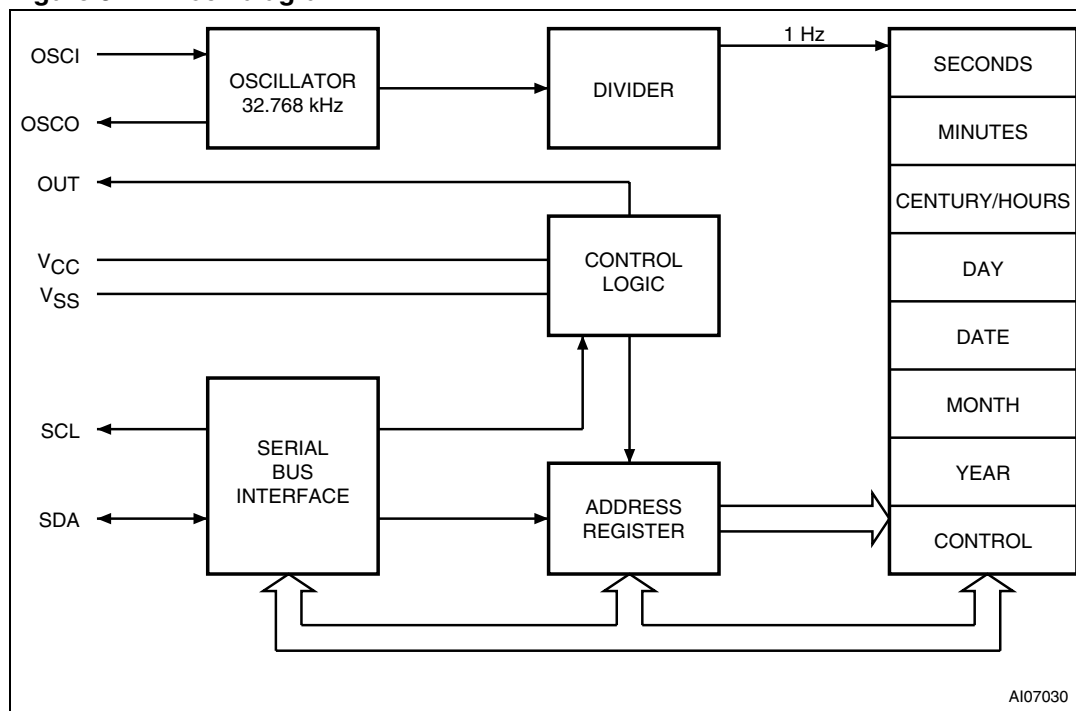 OSCI
OSCO
OSCILLATOR
32.768 kHz
DIVIDER
1 Hz
SECONDS
MINUTES
CENTURY/HOURS
DAY
DATE
MONTH
YEAR
CONTROL
OUT
VCC
VSS
CONTROL
LOGIC
SCL
SDA
SERIAL
BUS
INTERFACE
ADDRESS
REGISTER
AI07030